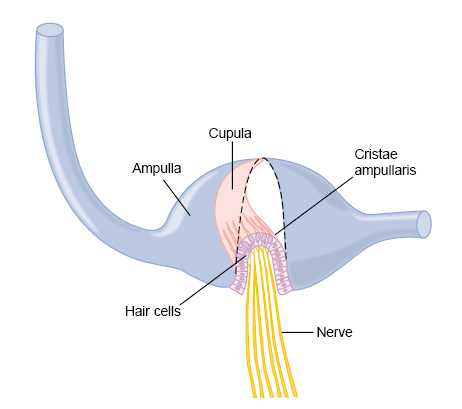 Cupula
Ampulla
Cristae
ampullaris
Hair cells
Nerve